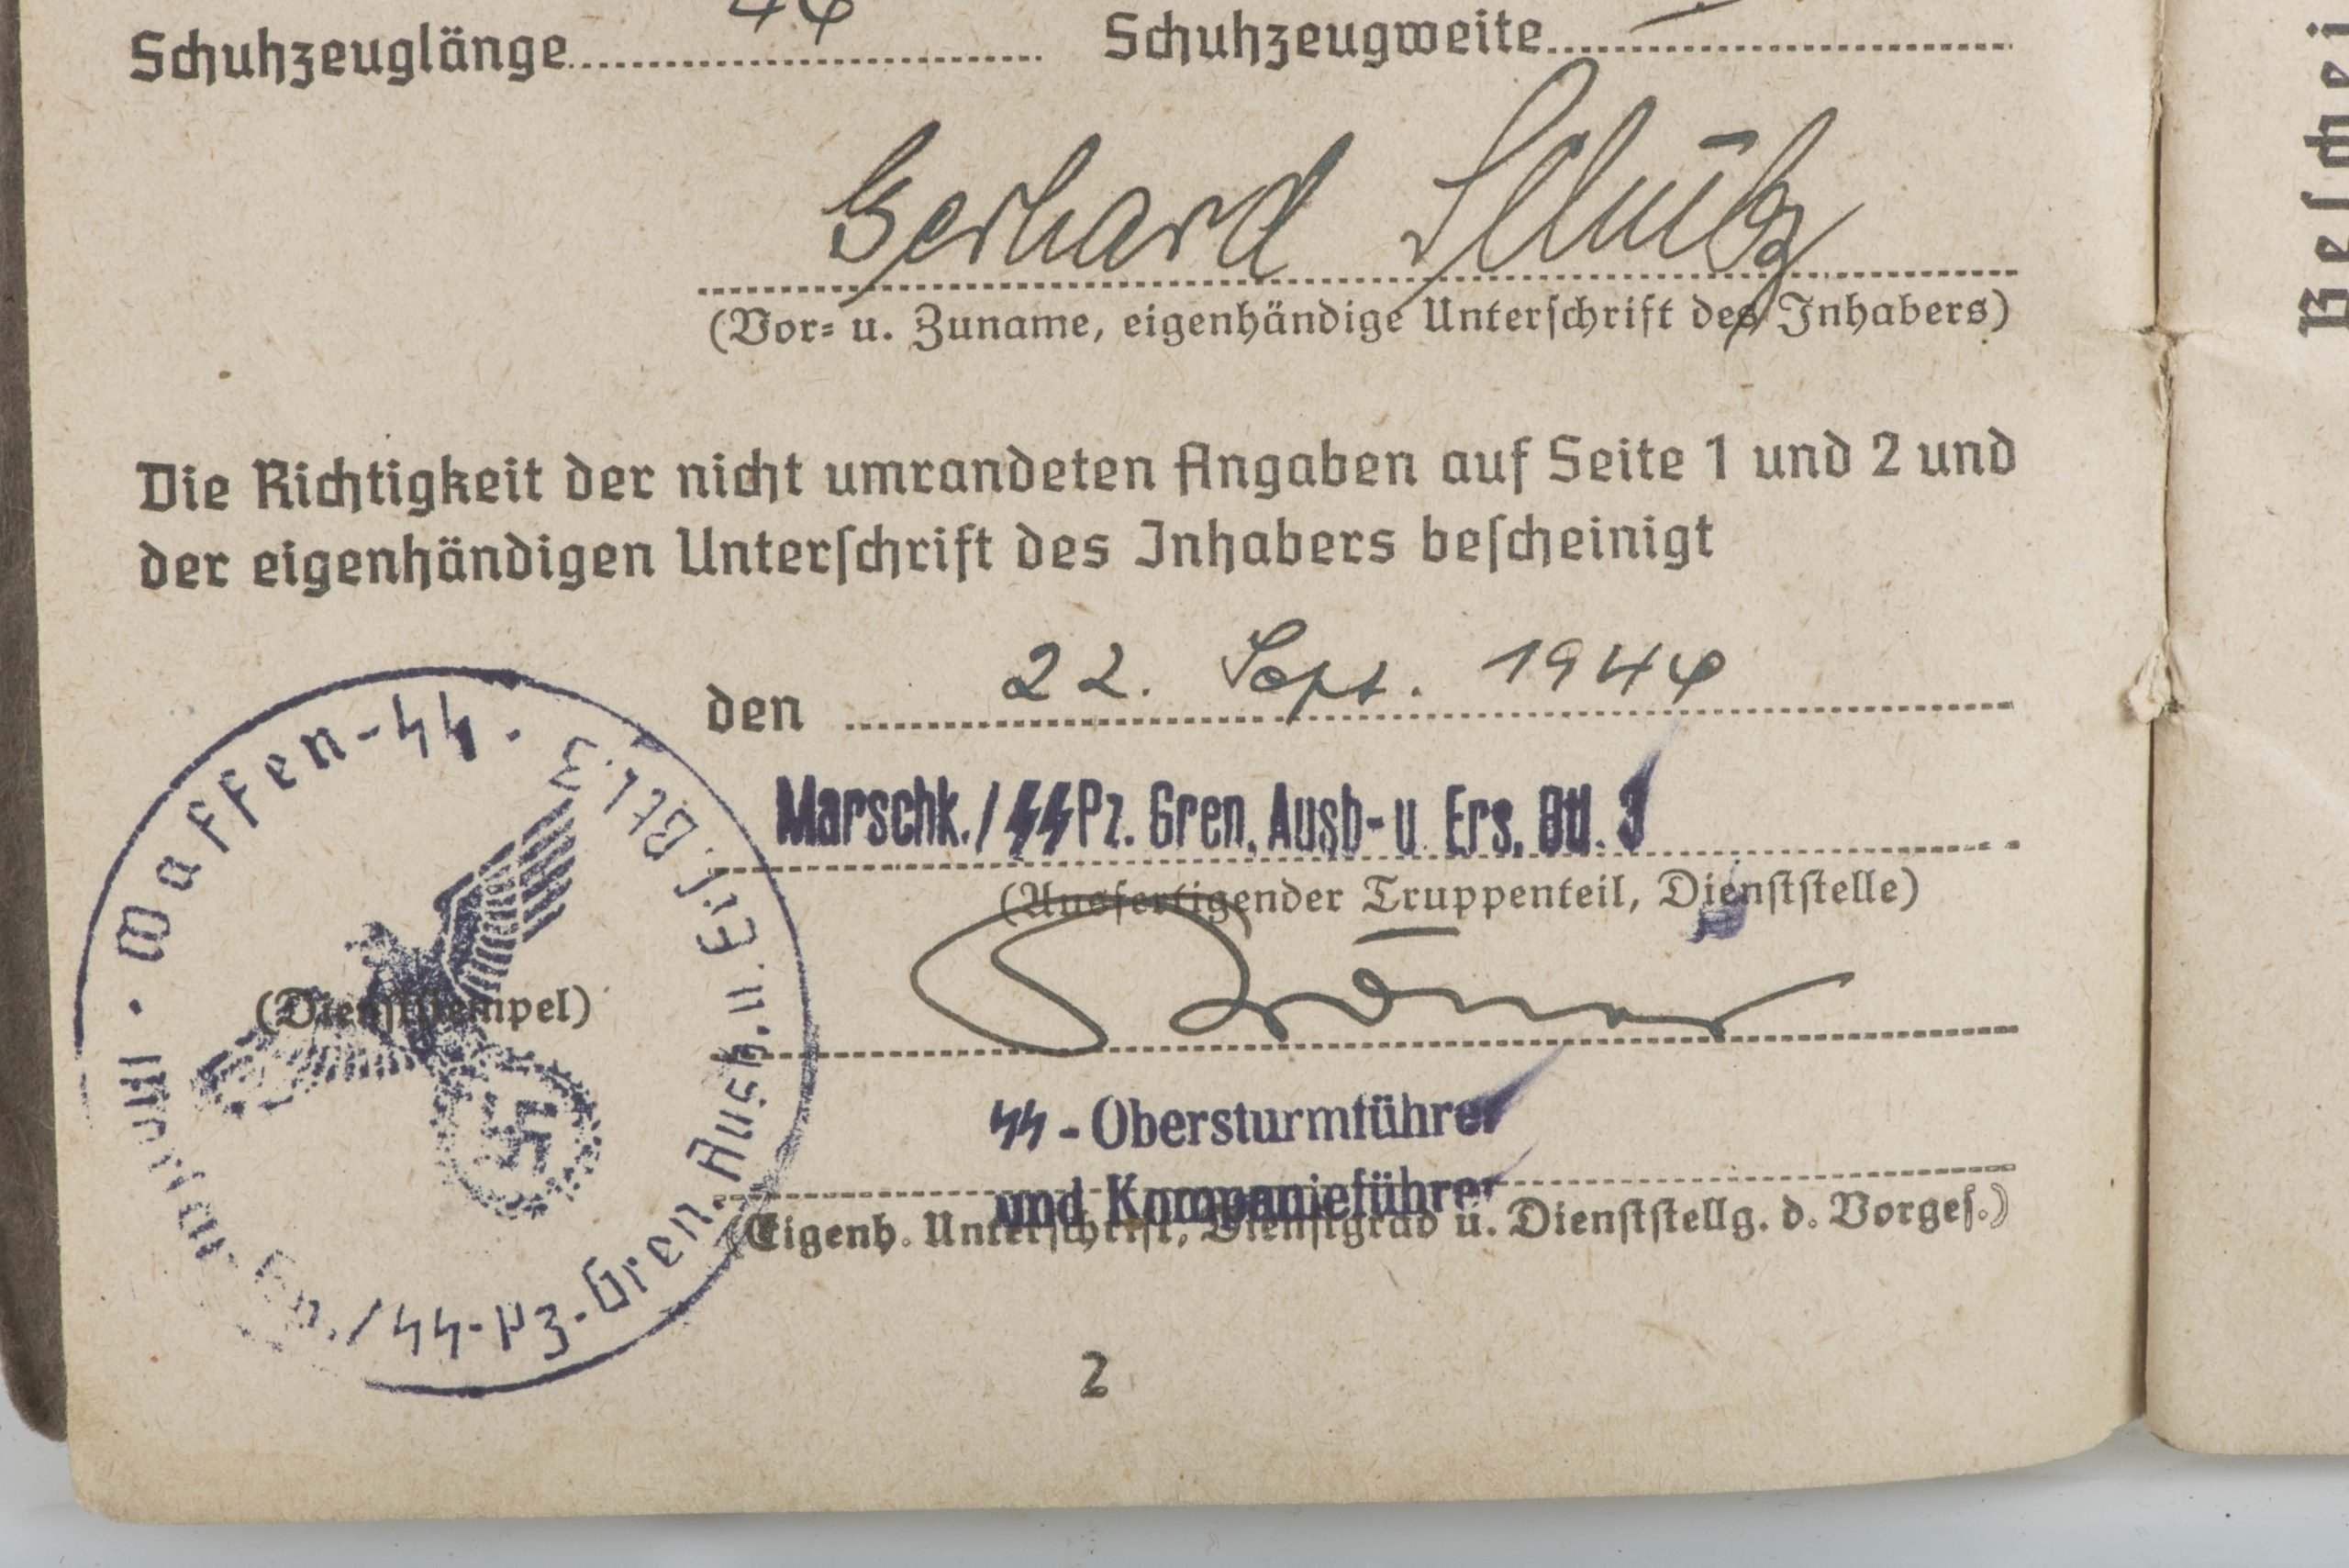 Schuhzeuglänge 44 Schuhzeugweite
Gerhard Schütz
(Vor= u. Zuname, eigenhändige Unterschrift des Inhabers)
Die Richtigkeit der nicht umrandeten Angaben auf Seite 1 und 2 und
der eigenhändigen Unterschrift des Inhabers bescheinigt
den 22. Sept. 1944
Marschk./SS Pz. Gren. Ausb- u. Ers. Btl. 3
(Ausfertigender Truppenteil, Dienststelle)
(Dienststempel)
Waffen-SS · /SS-Pz-Gren. Ausb. u. Ers. Btl. 3
SS-Obersturmführer
und Kompanieführer
(Eigenh. Unterschrift, Dienstgrad u. Dienststellg. d. Vorges.)
2
Beschei